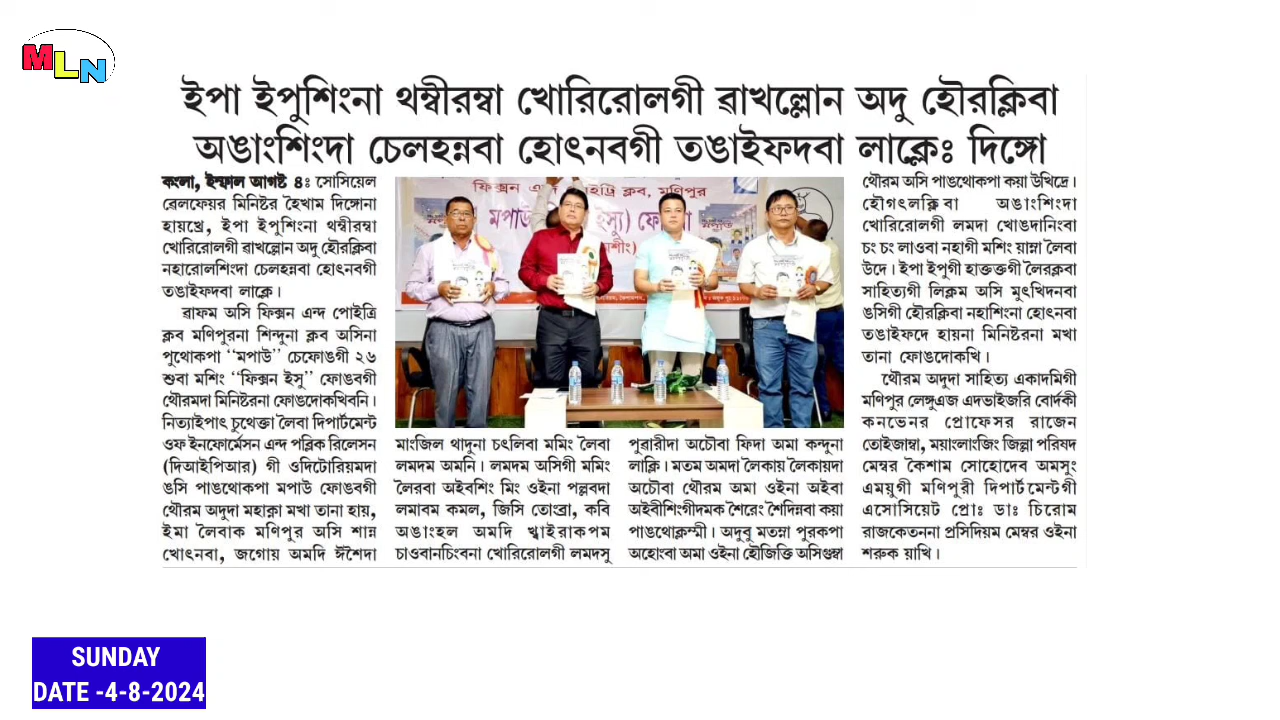 MLN
ইপা ইপুশিংনা থম্বীরম্বা খোরিরোলগী ৱাখল্লোন অদু হৌরক্লিবা
অঙাংশিংদা চেলহন্নবা হোৎনবগী তঙাইফদবা লাক্লেঃ দিঙ্গো
কংলা, ইম্ফাল আগষ্ট ৪ঃ সোসিয়েল
ৱেলফেয়র মিনিষ্টর হৈখাম দিঙ্গোনা
হায়খ্রে, ইপা ইপুশিংনা থম্বীরম্বা
খোরিরোলগী ৱাখল্লোন অদু হৌরক্লিবা
নহারোলশিংদা চেলহন্নবা হোৎনবগী
তঙাইফদবা লাক্লে।
ৱাফম অসি ফিক্সন এন্দ পোইট্রি
ক্লব মণিপুরনা শিন্দুনা ক্লব অসিনা
পুথোকপা “মপাউ” চেফোঙগী ২৬
শুবা মশিং “ফিক্সন ইসু” ফোঙবগী
থৌরমদা মিনিষ্টরনা ফোঙদোকখিবনি।
নিত্যাইপাৎ চুথেক্তা লৈবা দিপার্টমেন্ট
ওফ ইনফোর্মেসন এন্দ পব্লিক রিলেসন
(দিআইপিআর) গী ওদিটোরিয়মদা
ঙসি পাঙথোকপা মপাউ ফোঙবগী
থৌরম অদুদা মহাক্না মখা তানা হায়,
ইমা লৈবাক মণিপুর অসি শান্ন
খোৎনবা, জগোয় অমদি ঈশৈদা
ফিক্সন এন্দ পোইট্রি ক্লব, মণিপুর
মাংজিল থাদুনা চৎলিবা মমিং লৈবা
লমদম অমনি। লমদম অসিগী মমিং
লৈরবা অইবশিং মিং ওইনা পল্লবদা
লমাবম কমল, জিসি তোংব্রা, কবি
অঙাংহল অমদি খ্বাইরাকপম
চাওবানচিংবনা খোরিরোলগী লমদসু
পুৱারীদা অচৌবা ফিদা অমা কন্দুনা
লাক্লি। মতম অমদা লৈকায় লৈকায়দা
অচৌবা থৌরম অমা ওইনা অইবা
অইবীশিংগীদমক শৈরেং শৈদিন্নবা কয়া
পাঙথোক্লম্মী। অদুবু মতম্না পুরকপা
অহোংবা অমা ওইনা হৌজিক্তি অসিগুম্বা
থৌরম অসি পাঙথোকপা কয়া উখিদ্রে।
হৌগৎলক্লিবা অঙাংশিংদা
খোরিরোলগী লমদা খোঙদানিংবা
চং চং লাওবা নহাগী মশিং য়াম্না লৈবা
উদে। ইপা ইপুগী হাক্তক্তগী লৈরক্লবা
সাহিত্যগী লিক্লম অসি মুৎখিদনবা
ঙসিগী হৌরক্লিবা নহাশিংনা হোৎনবা
তঙাইফদে হায়না মিনিষ্টরনা মখা
তানা ফোঙদোকখি।
থৌরম অদুদা সাহিত্য একাদমিগী
মণিপুর লেঙ্গুএজ এদভাইজরি বোর্দকী
কনভেনর প্রোফেসর রাজেন
তোইজাম্বা, ময়াংলাংজিং জিল্লা পরিষদ
মেম্বর কৈশাম সোহোদেব অমসুং
এময়ুগী মণিপুরী দিপার্টমেন্টগী
এসোসিয়েট প্রোঃ ডাঃ চিরোম
রাজকেতননা প্রসিদিয়ম মেম্বর ওইনা
শরুক য়াখি।
SUNDAY
DATE -4-8-2024